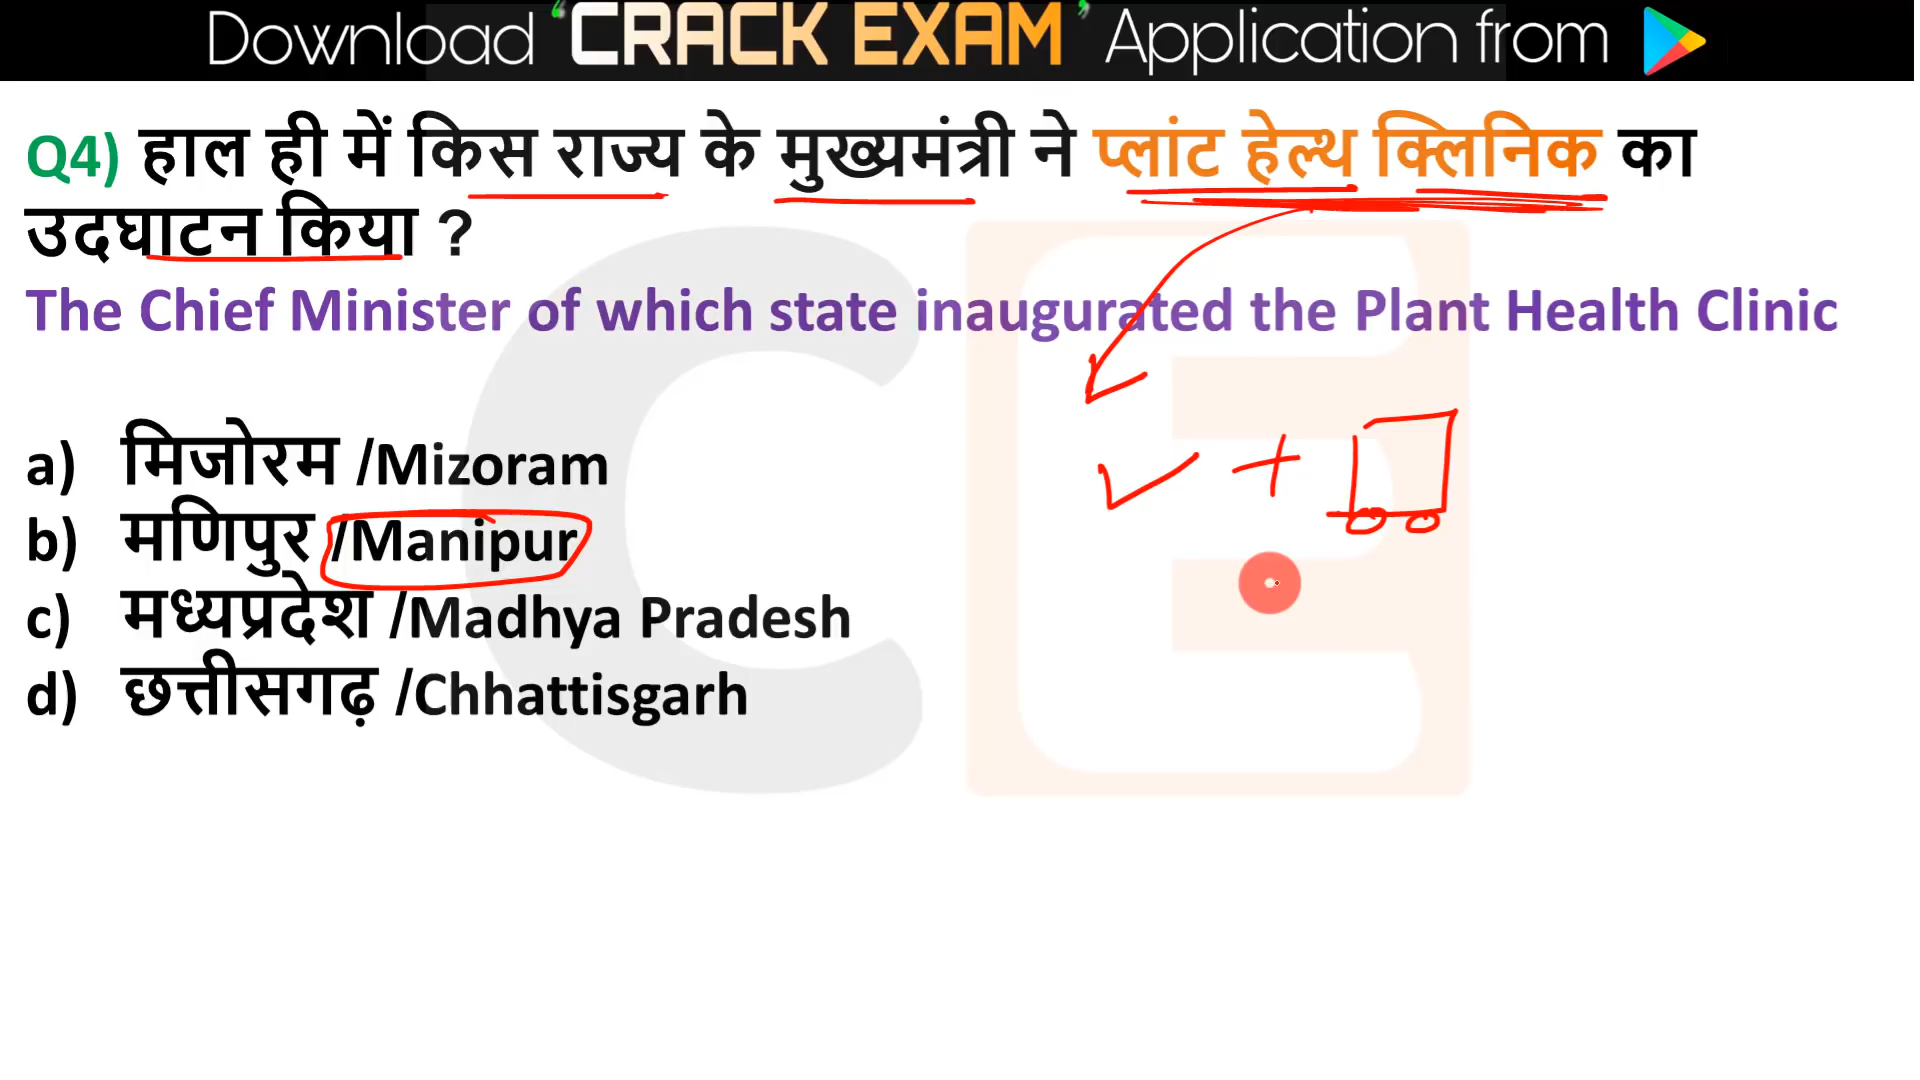 Download ‘CRACK EXAM’ Application from
Q4) हाल ही में किस राज्य के मुख्यमंत्री ने प्लांट हेल्थ क्लिनिक का
उदघाटन किया ?
The Chief Minister of which state inaugurated the Plant Health Clinic
a) मिजोरम /Mizoram
b) मणिपुर /Manipur
c) मध्यप्रदेश /Madhya Pradesh
d) छत्तीसगढ़ /Chhattisgarh